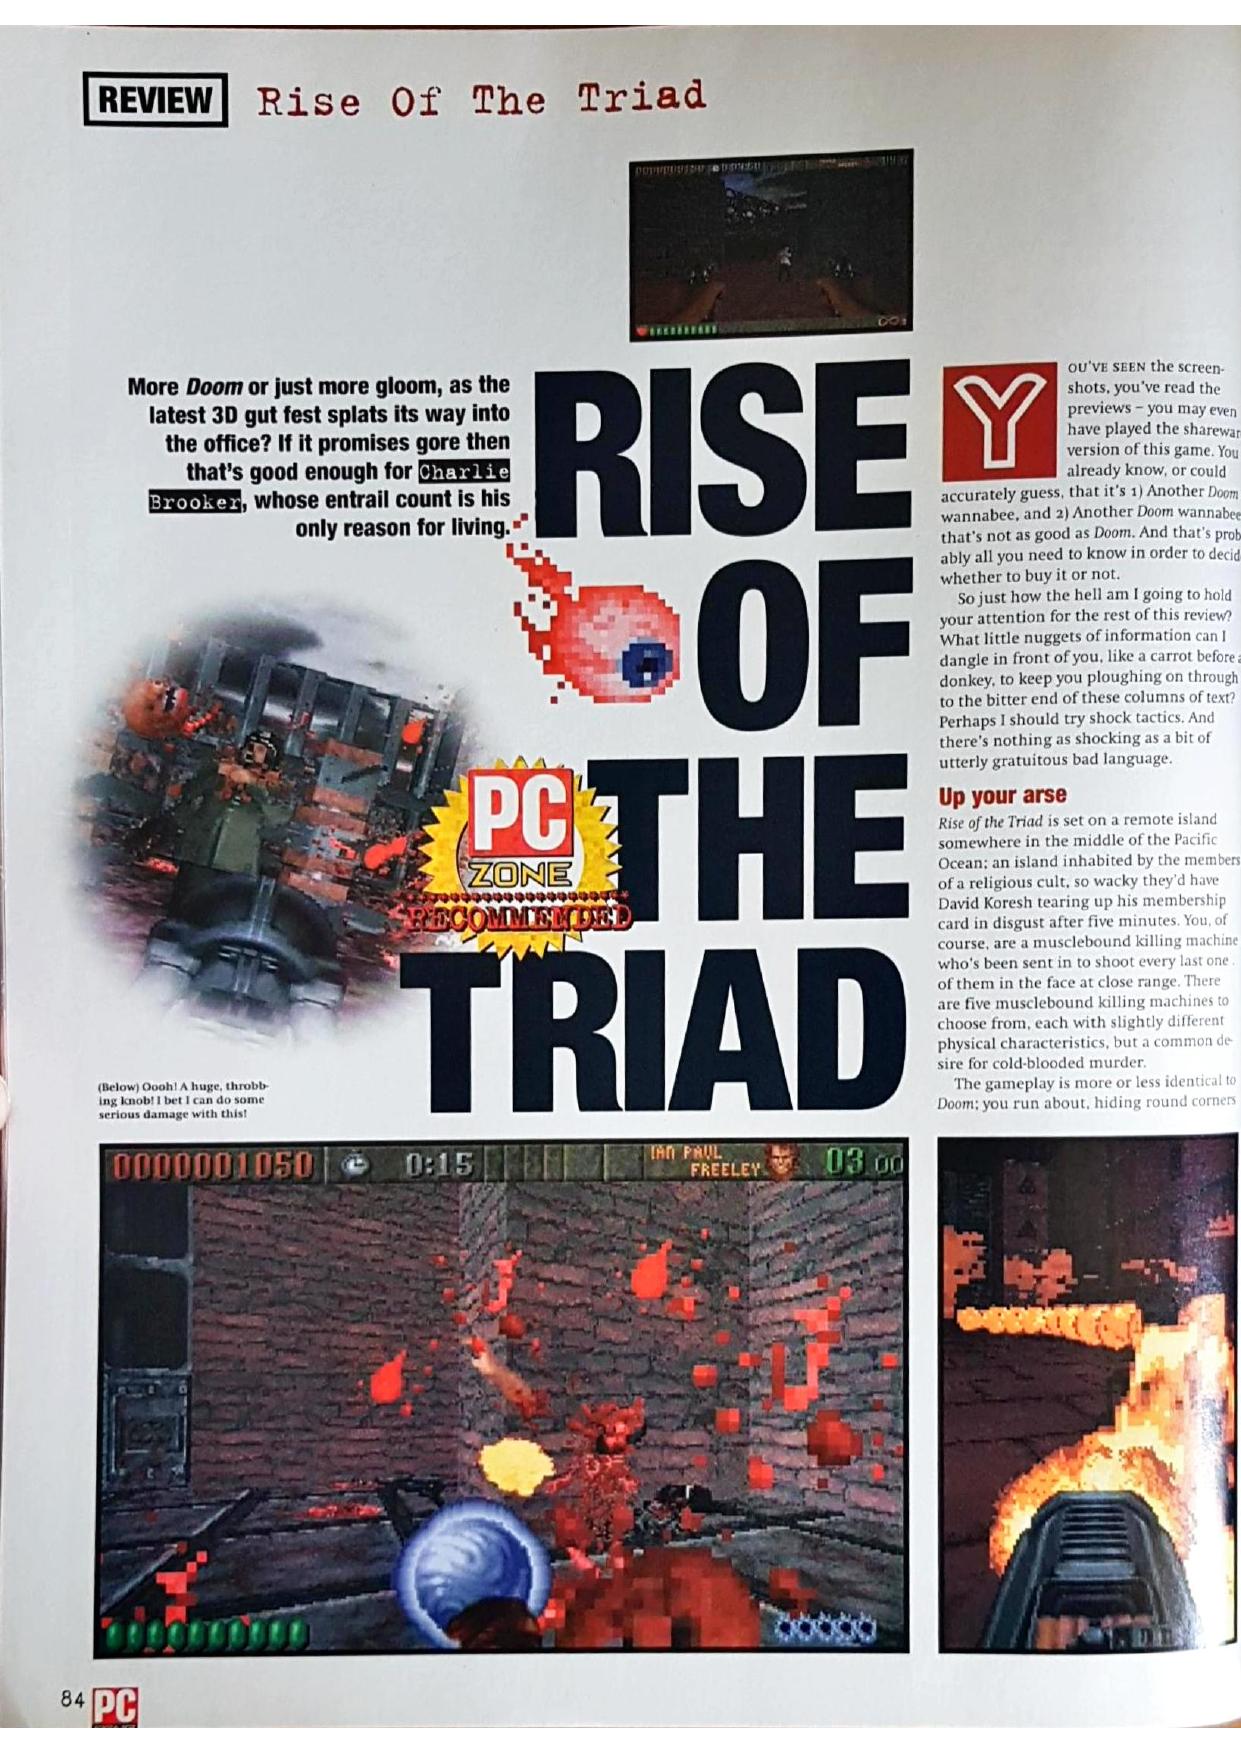 REVIEW Rise Of The Triad
More Doom or just more gloom, as the
latest 3D gut fest splats its way into
the office? If it promises gore then
that's good enough for Charlie
Brooker, whose entrail count is his
only reason for living.
RISE
OF
THE
TRIAD
PC
ZONE
RECOMMENDED
YOU'VE SEEN the screen-
shots, you've read the
previews – you may even
have played the
version of this game. You
already know, or could
accurately guess, that it's 1) Another Doom
wannabee, and 2) Another Doom wannabee
that's not as good as Doom. And that's prob
ably all you need to know in order to
whether to buy it or not.
So just how the hell am I going to hold
your attention for the rest of this review?
What little nuggets of information can I
dangle in front of you, like a carrot before a
donkey, to keep you ploughing on through
to the bitter end of these columns of text?
Perhaps I should try shock tactics. And
there's nothing as shocking as a bit of
utterly gratuitous bad language.
Up your arse
Rise of the Triad is set on a remote island
somewhere in the middle of the Pacific
Ocean; an island inhabited by the members
of a religious cult, so wacky they'd have
David Koresh tearing up his membership
card in disgust after five minutes. You, of
course, are a musclebound killing machine
who's been sent in to shoot every last one
of them in the face at close range. There
are five musclebound killing machines to
choose from, each with slightly different
physical characteristics, but a common de-
sire for cold-blooded murder.
The gameplay is more or less identical to
Doom; you run about, hiding round corners
(Below) Oooh! A huge, throbb-
ing knob! I bet I can do some
serious damage with this!
0000001050 0:15 IAN PAUL
FREELEY 03 00
84 PC